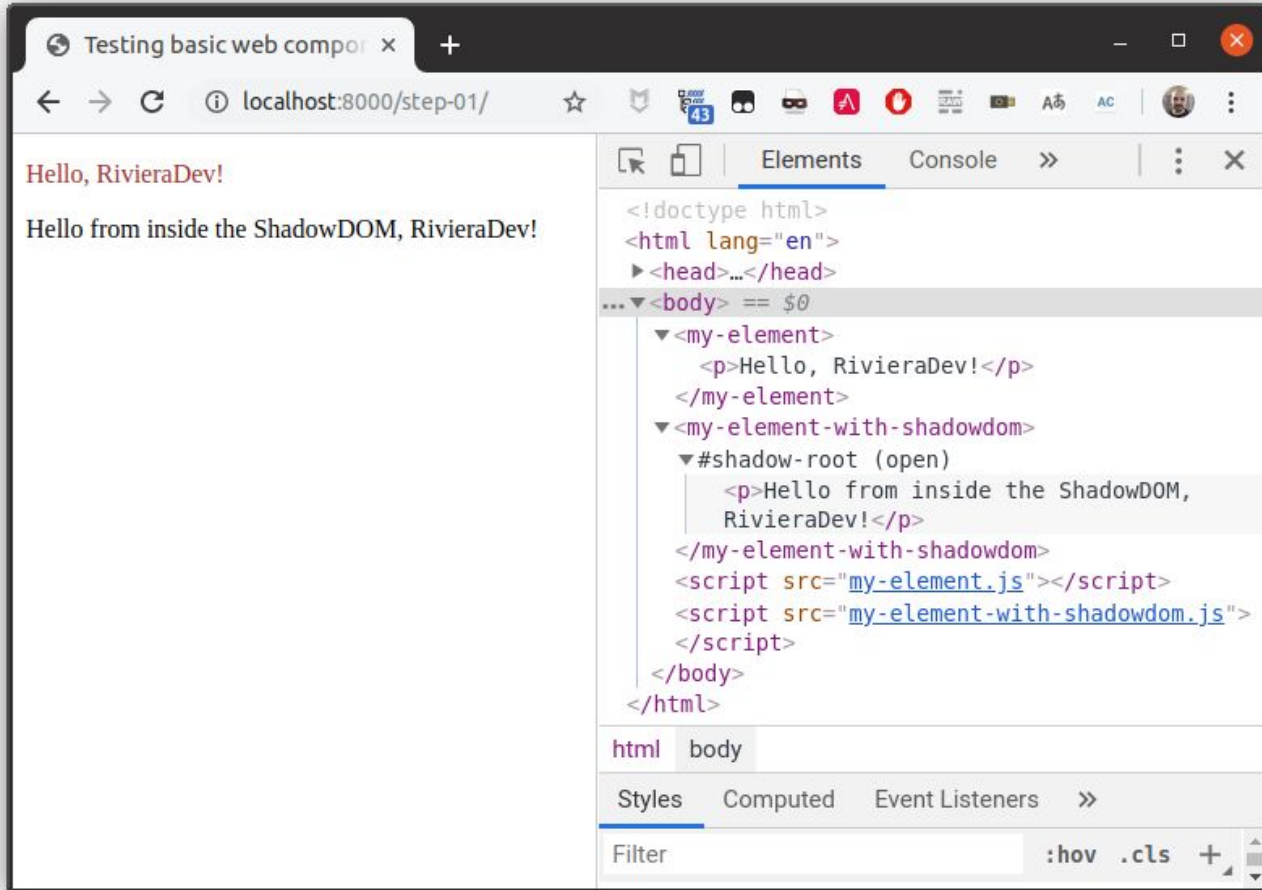 Testing basic web compor
localhost:8000/step-01/
43
RAW
Aあ
AC
Hello, RivieraDev!
Hello from inside the ShadowDOM, RivieraDev!
Elements Console »
<!doctype html>
<html lang="en">
▶<head>…</head>
...▼<body> == $0
▼<my-element>
<p>Hello, RivieraDev!</p>
</my-element>
▼<my-element-with-shadowdom>
▼#shadow-root (open)
<p>Hello from inside the ShadowDOM,
RivieraDev!</p>
</my-element-with-shadowdom>
<script src="my-element.js"></script>
<script src="my-element-with-shadowdom.js">
</script>
</body>
</html>
html body
Styles Computed Event Listeners »
Filter :hov .cls +